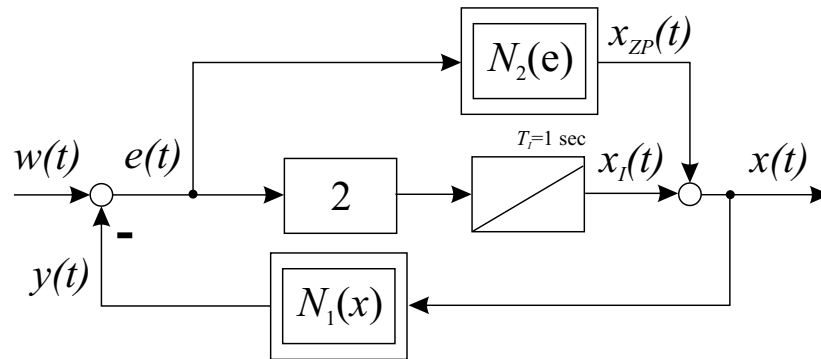 x_ZP(t)
N₂(e)
T_I=1 sec
w(t)
e(t)
x_I(t)
x(t)
2
-
y(t)
N₁(x)